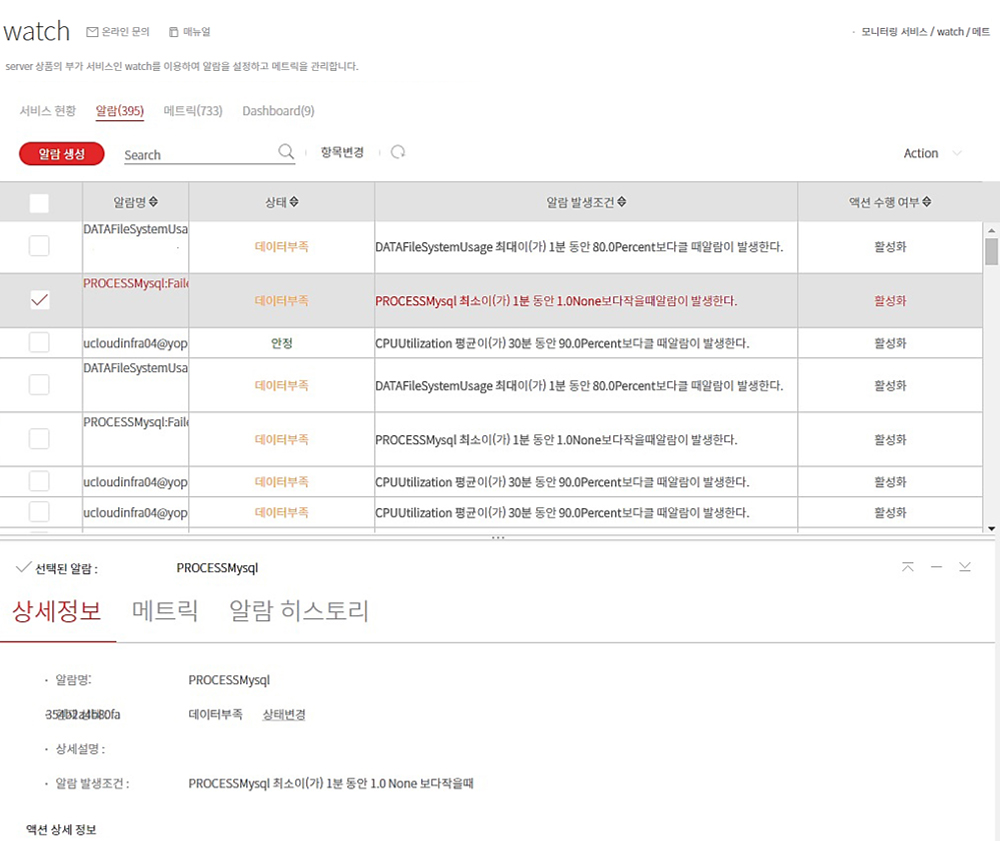 watch 온라인 문의 매뉴얼
· 모니터링 서비스 / watch / 메트
server 상품의 부가 서비스인 watch를 이용하여 알람을 설정하고 메트릭을 관리합니다.
서비스 현황 알람(395) 메트릭(733) Dashboard(9)
알람 생성 Search 항목변경 Action
알람명 상태 알람 발생조건 액션 수행 여부
DATAFileSystemUsa 데이터부족 DATAFileSystemUsage 최대이(가) 1분 동안 80.0Percent보다클 때알람이 발생한다. 활성화
PROCESSMysql:Faile 데이터부족 PROCESSMysql 최소이(가) 1분 동안 1.0None보다작을때알람이 발생한다. 활성화
ucloudinfra04@yop 안정 CPUUtilization 평균이(가) 30분 동안 90.0Percent보다클 때알람이 발생한다. 활성화
DATAFileSystemUsa 데이터부족 DATAFileSystemUsage 최대이(가) 1분 동안 80.0Percent보다클 때알람이 발생한다. 활성화
PROCESSMysql:Faile 데이터부족 PROCESSMysql 최소이(가) 1분 동안 1.0None보다작을때알람이 발생한다. 활성화
ucloudinfra04@yop 데이터부족 CPUUtilization 평균이(가) 30분 동안 90.0Percent보다클 때알람이 발생한다. 활성화
ucloudinfra04@yop 데이터부족 CPUUtilization 평균이(가) 30분 동안 90.0Percent보다클 때알람이 발생한다. 활성화
선택된 알람 : PROCESSMysql
상세정보 메트릭 알람 히스토리
· 알람명: PROCESSMysql
데이터부족 상태변경
· 상세설명 :
· 알람 발생조건 : PROCESSMysql 최소이(가) 1분 동안 1.0 None 보다작을때
액션 상세 정보